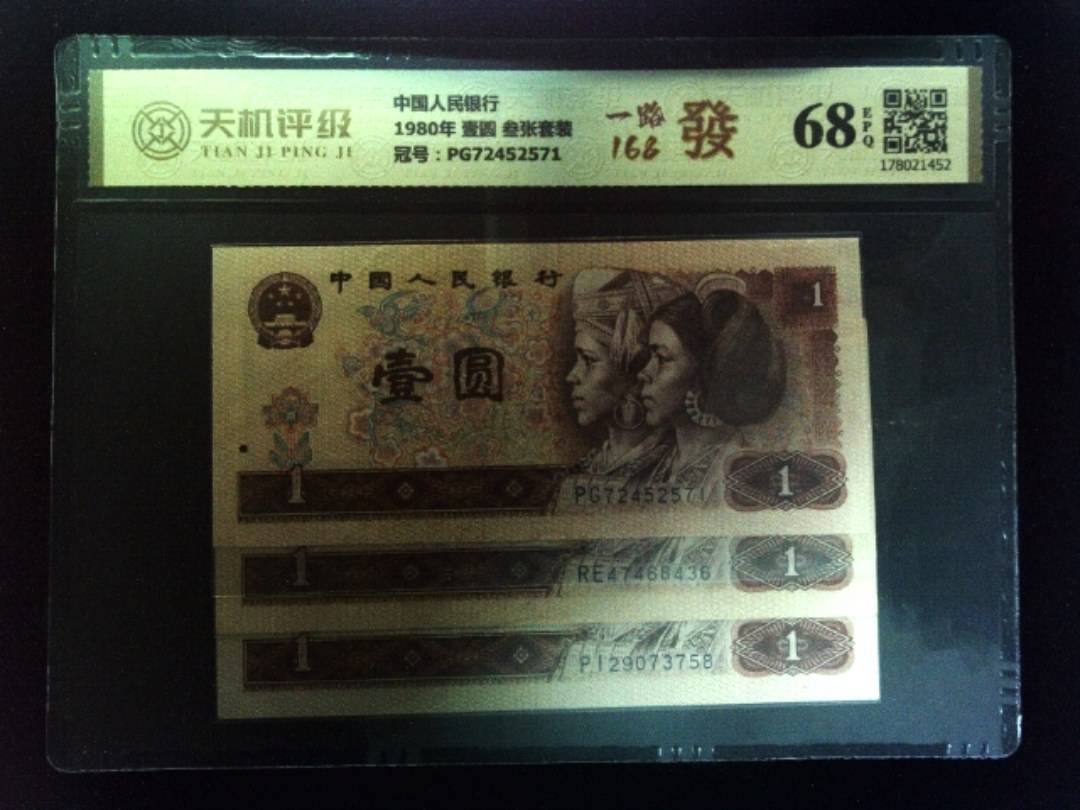 天机评级
TIAN JI PING JI
中国人民银行
1980年 壹圆 叁张套装
冠号：PG72452571
一路
168
發
68
EPQ
178021452
中国人民银行
1
壹圆
1
PG72452571
1
1
RE47468436
1
1
PI29073758
1